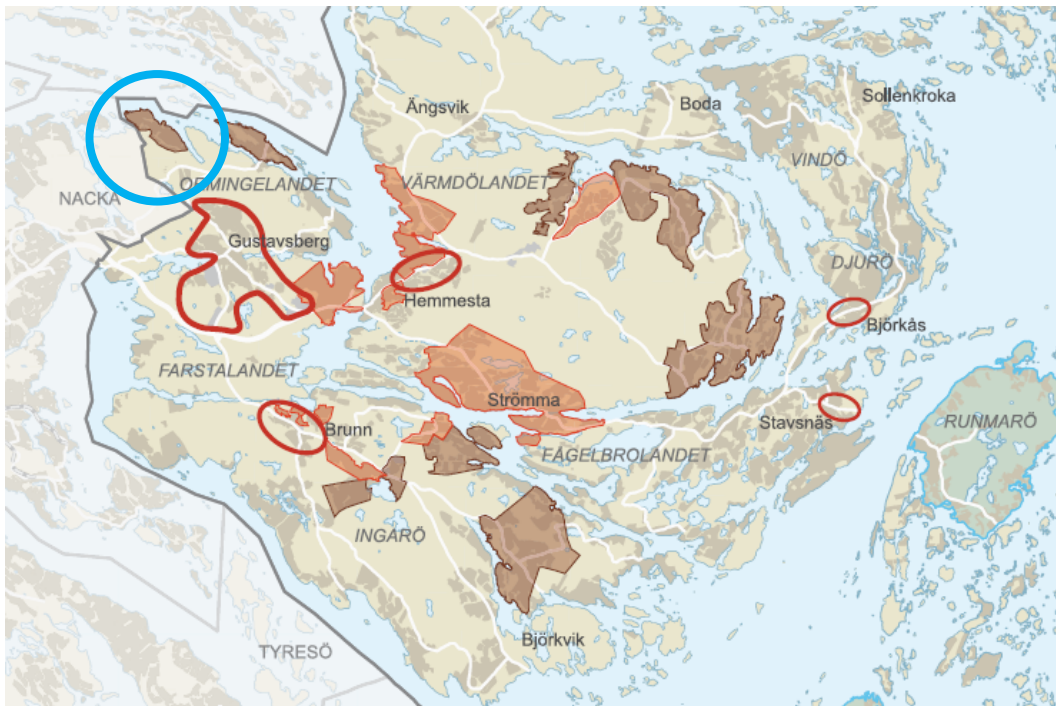 Ängsvik
Boda
Sollenkroka
VINDÖ
NACKA
ORMINGELANDET
VÄRMDÖLANDET
Gustavsberg
DJURÖ
Hemmesta
Björkås
FARSTALANDET
Strömma
Brunn
Stavsnäs
RUNMARÖ
FÅGELBROLANDET
INGARÖ
Björkvik
TYRESÖ